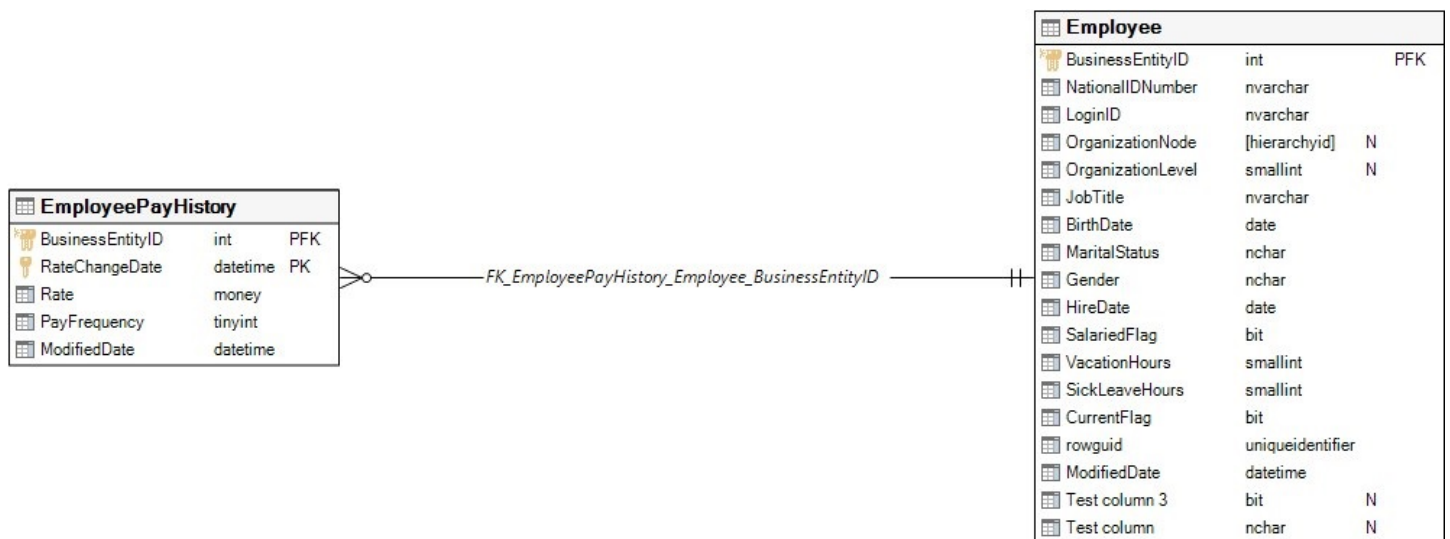 EmployeePayHistory
BusinessEntityID int PFK
RateChangeDate datetime PK
Rate money
PayFrequency tinyint
ModifiedDate datetime
FK_EmployeePayHistory_Employee_BusinessEntityID
Employee
BusinessEntityID int PFK
NationalIDNumber nvarchar
LoginID nvarchar
OrganizationNode [hierarchyid] N
OrganizationLevel smallint N
JobTitle nvarchar
BirthDate date
MaritalStatus nchar
Gender nchar
HireDate date
SalariedFlag bit
VacationHours smallint
SickLeaveHours smallint
CurrentFlag bit
rowguid uniqueidentifier
ModifiedDate datetime
Test column 3 bit N
Test column nchar N